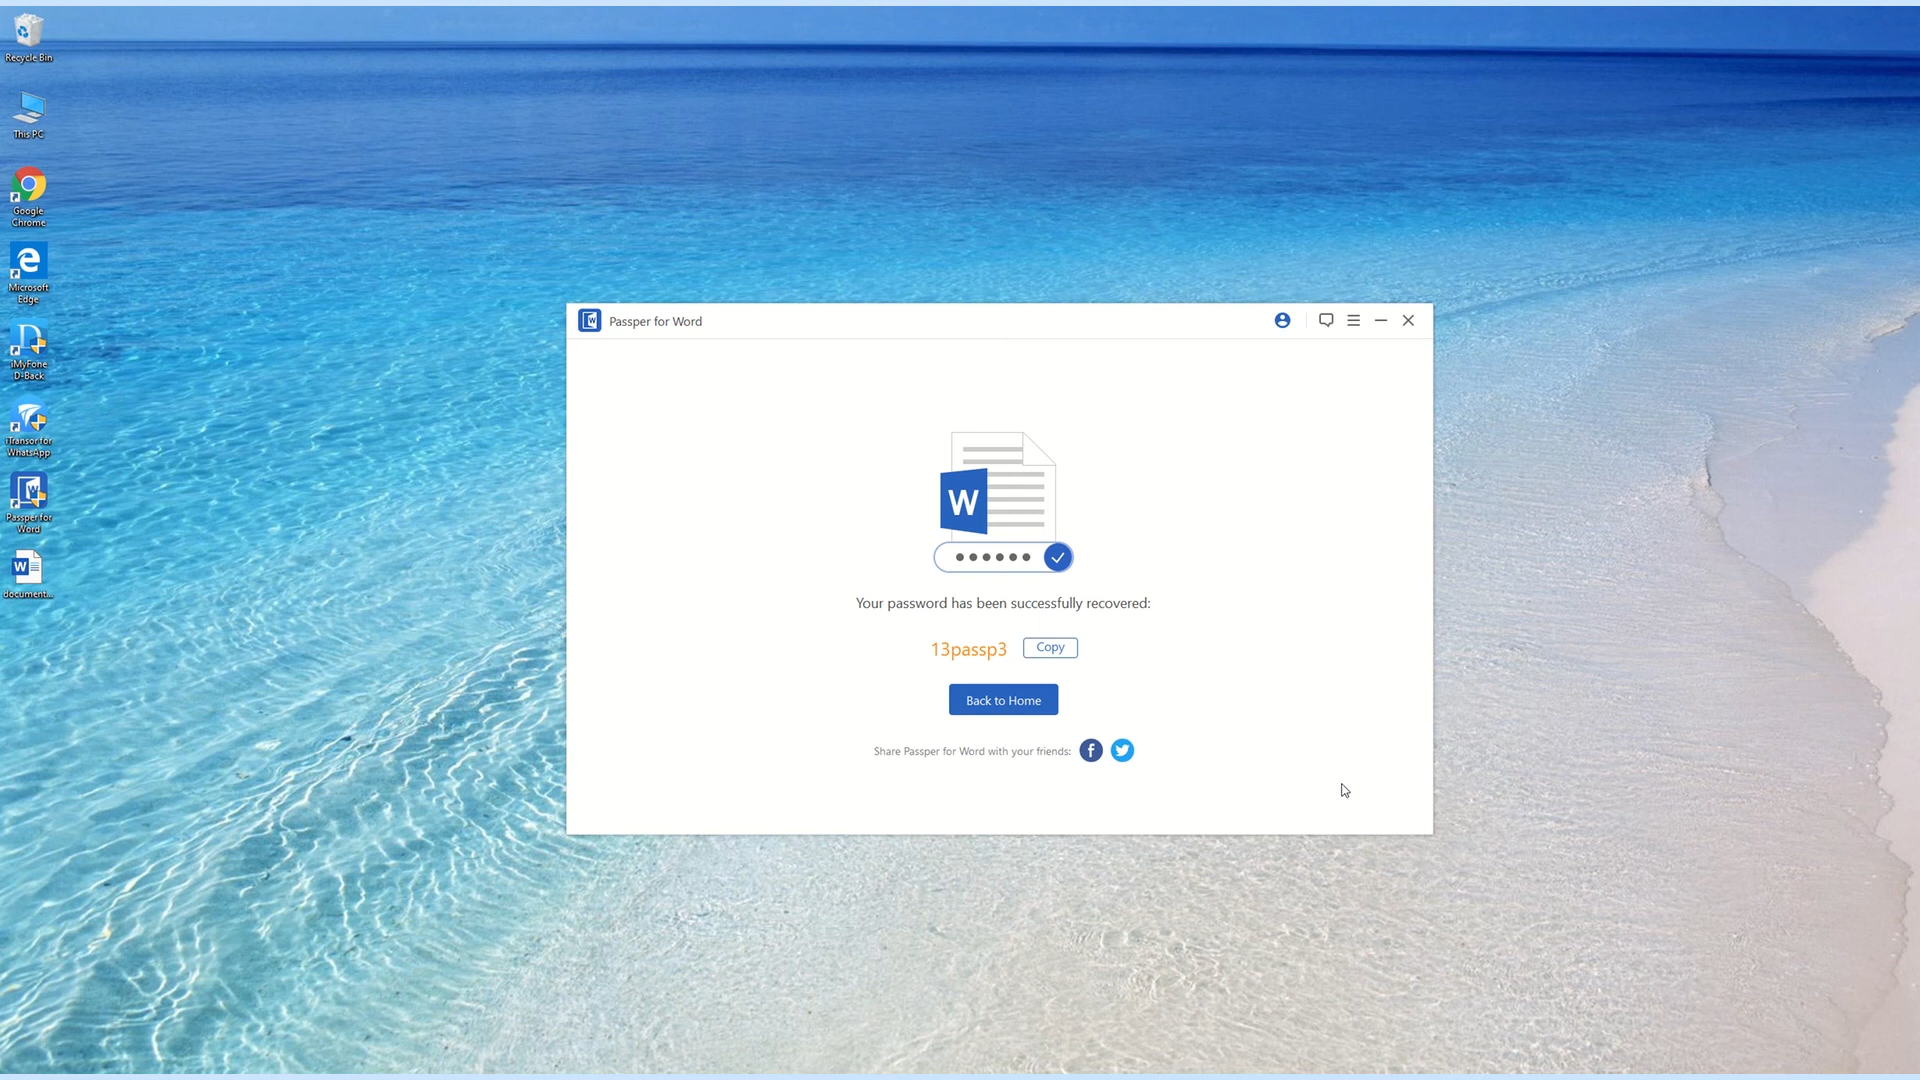 Recycle Bin
This PC
Google
Chrome
Microsoft
Edge
iMyFone
D-Back
iTransor for
WhatsApp
Passper for
Word
W
document...
Passper for Word
W
Your password has been successfully recovered:
13passp3
Copy
Back to Home
Share Passper for Word with your friends: